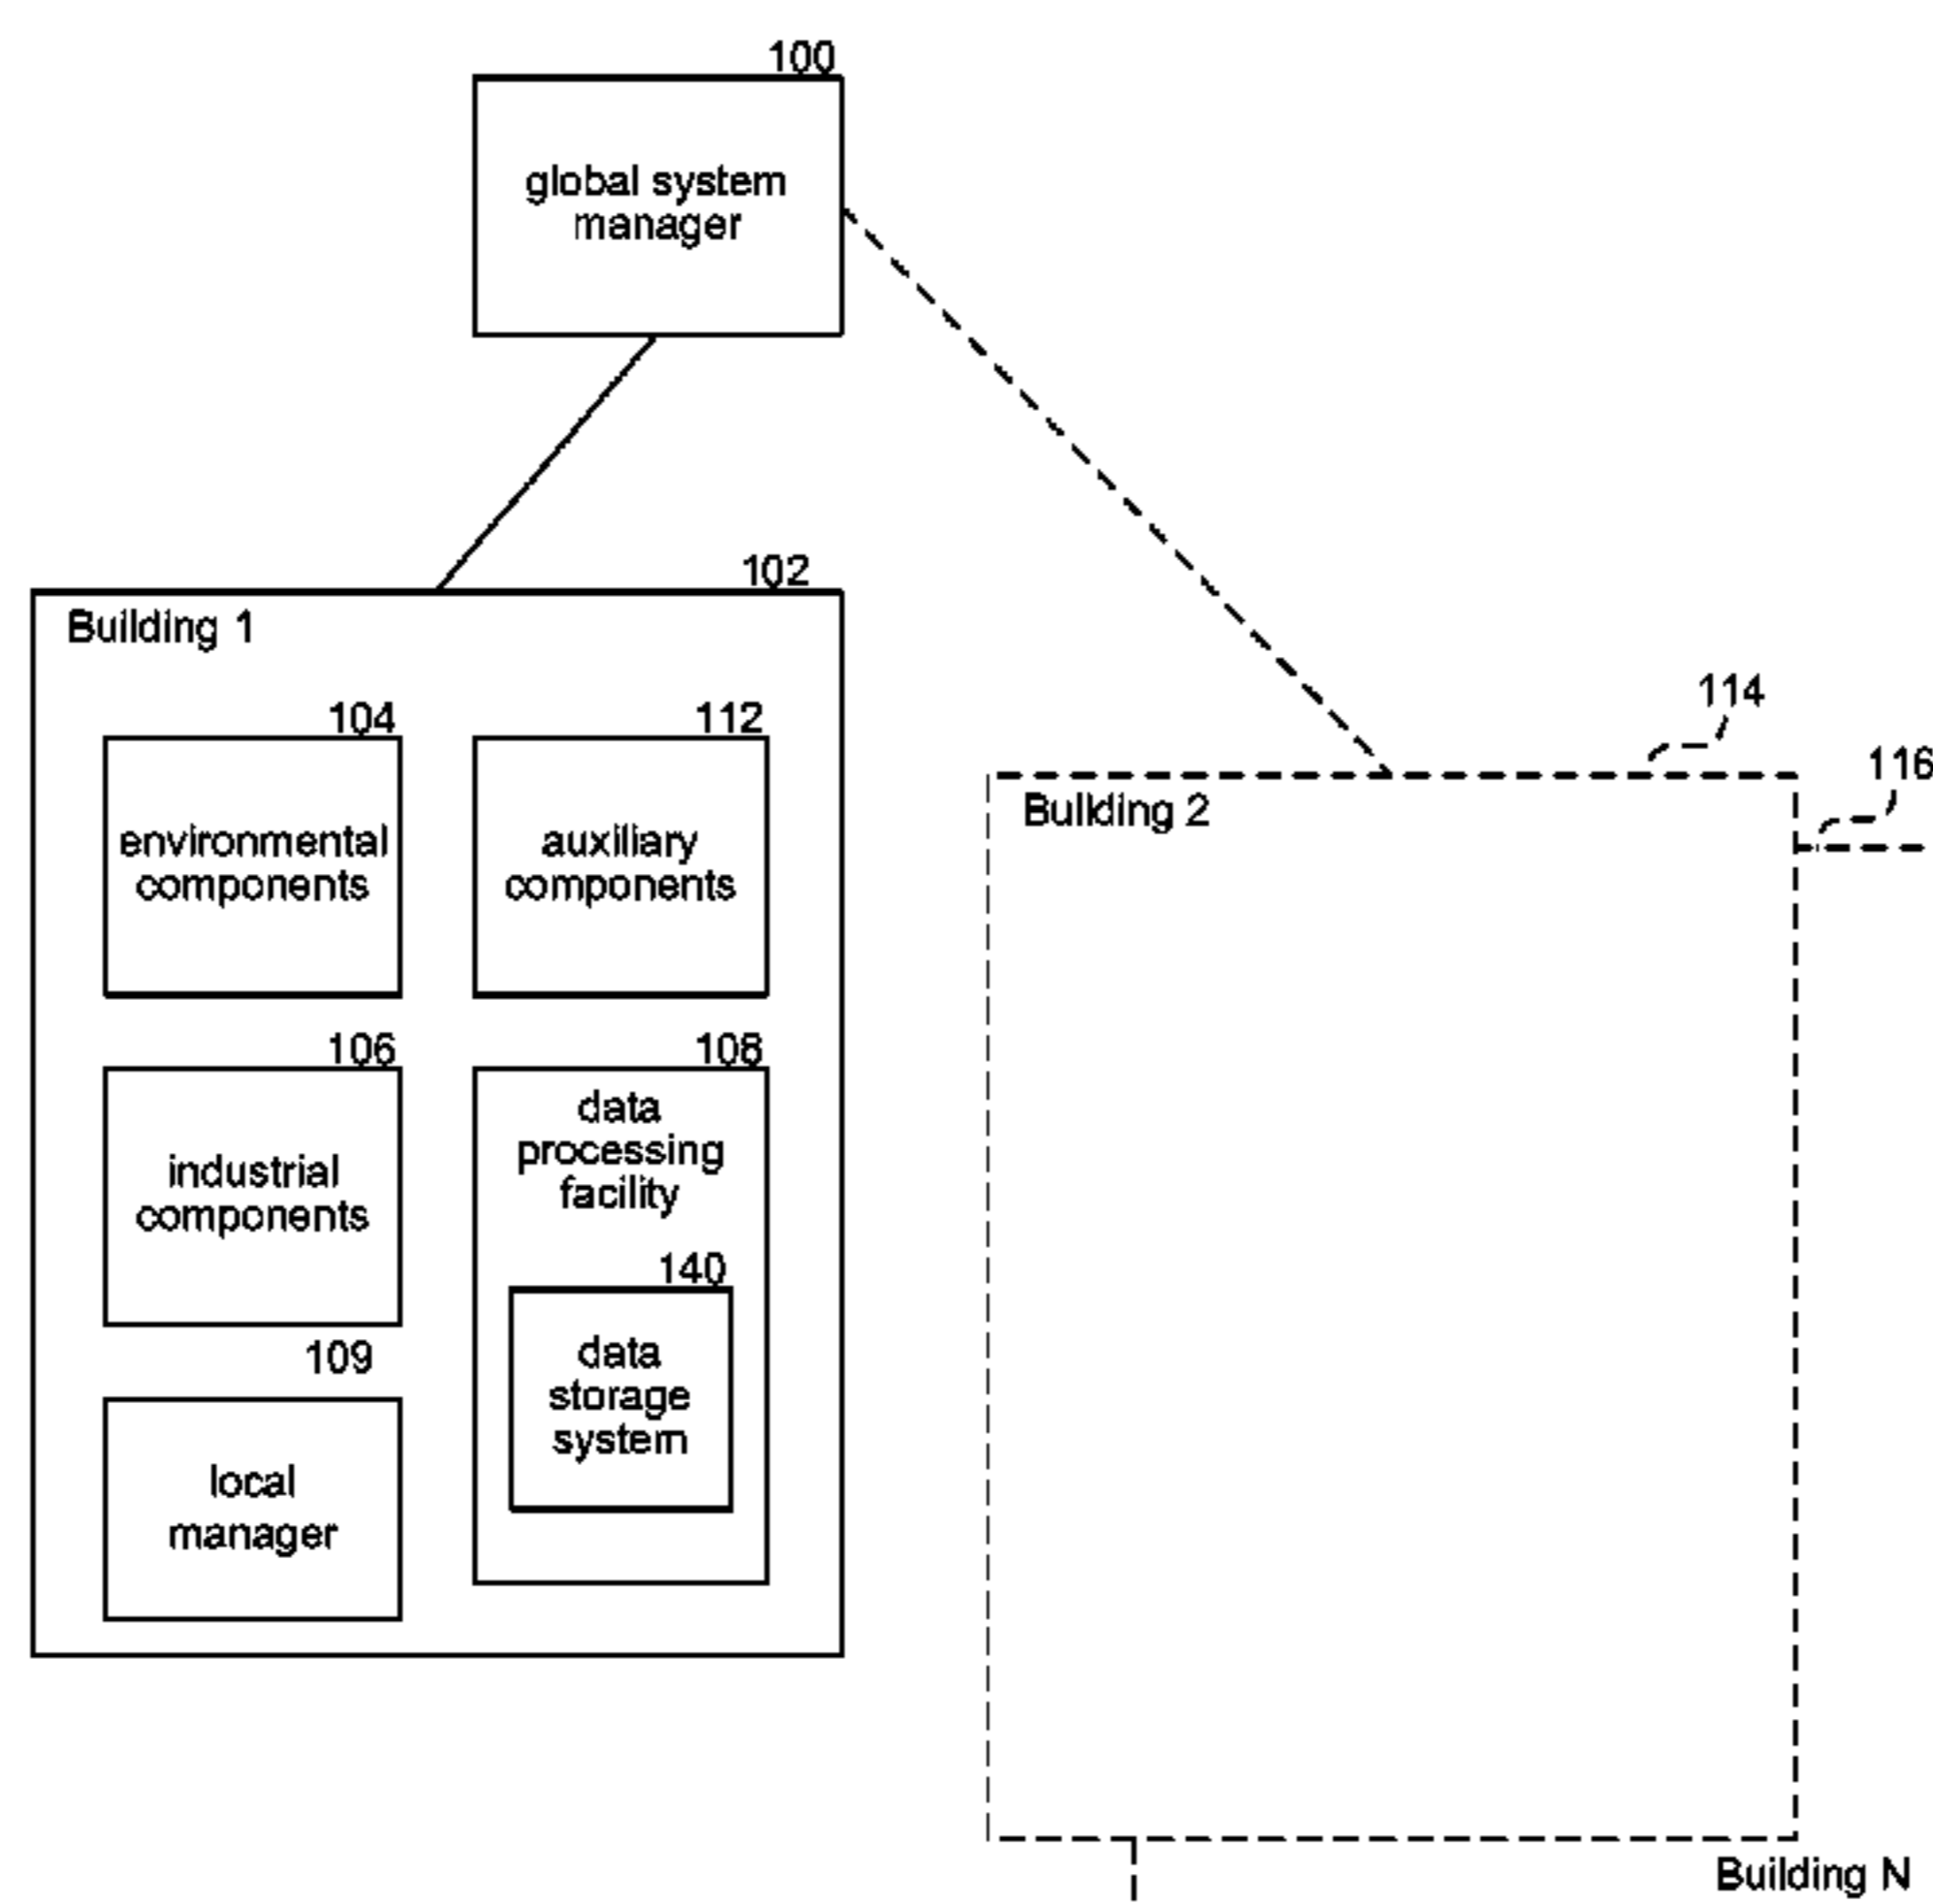 100
global system
manager
102
Building 1
104
environmental
components
112
auxiliary
components
106
industrial
components
108
data
processing
facility
140
data
storage
system
109
local
manager
114
116
Building 2
Building N